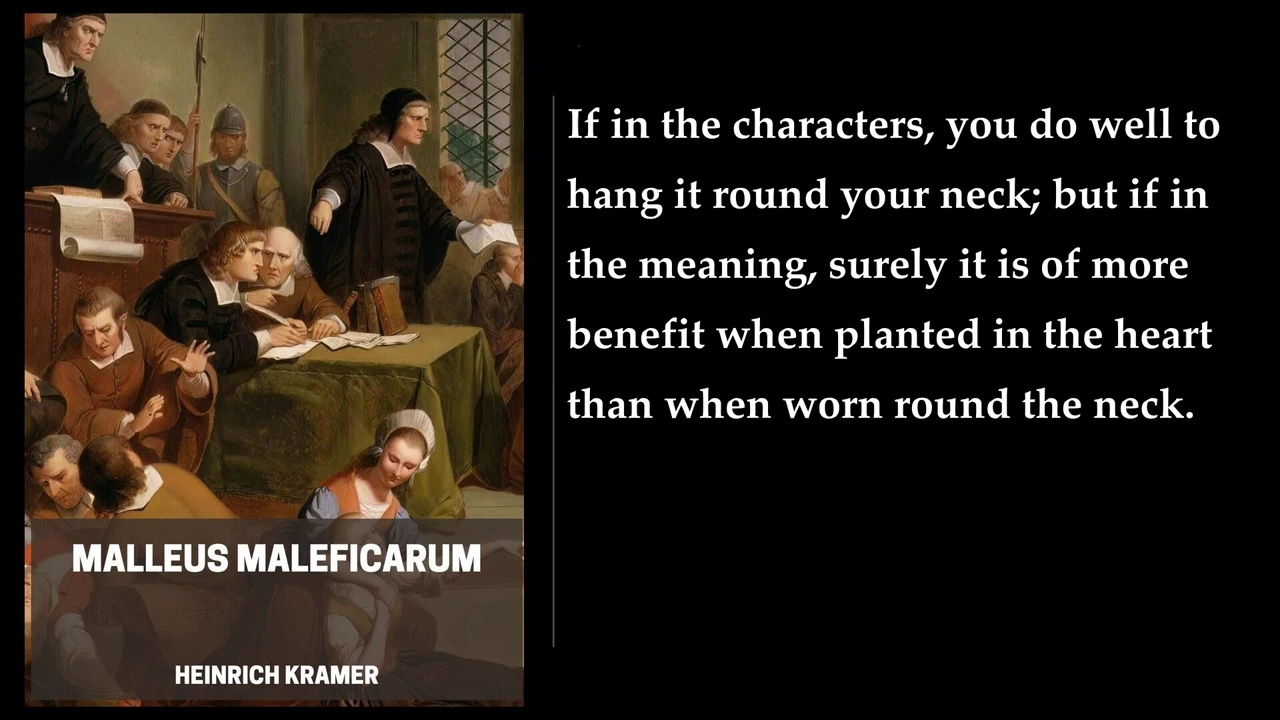 MALLEUS MALEFICARUM
HEINRICH KRAMER
If in the characters, you do well to
hang it round your neck; but if in
the meaning, surely it is of more
benefit when planted in the heart
than when worn round the neck.